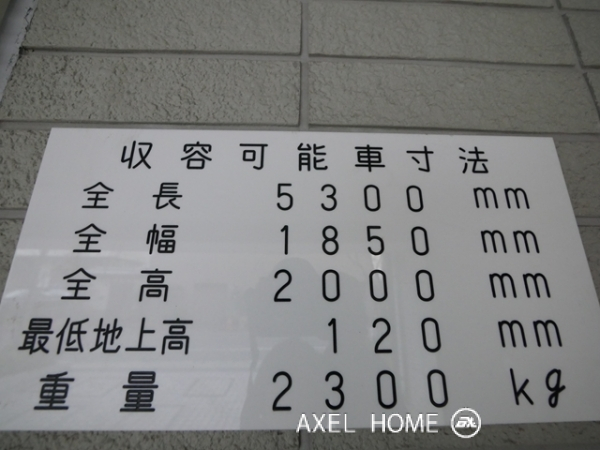 収容可能車寸法
全長 5300 mm
全幅 1850 mm
全高 2000 mm
最低地上高 120 mm
重量 2300 kg
AXEL HOME